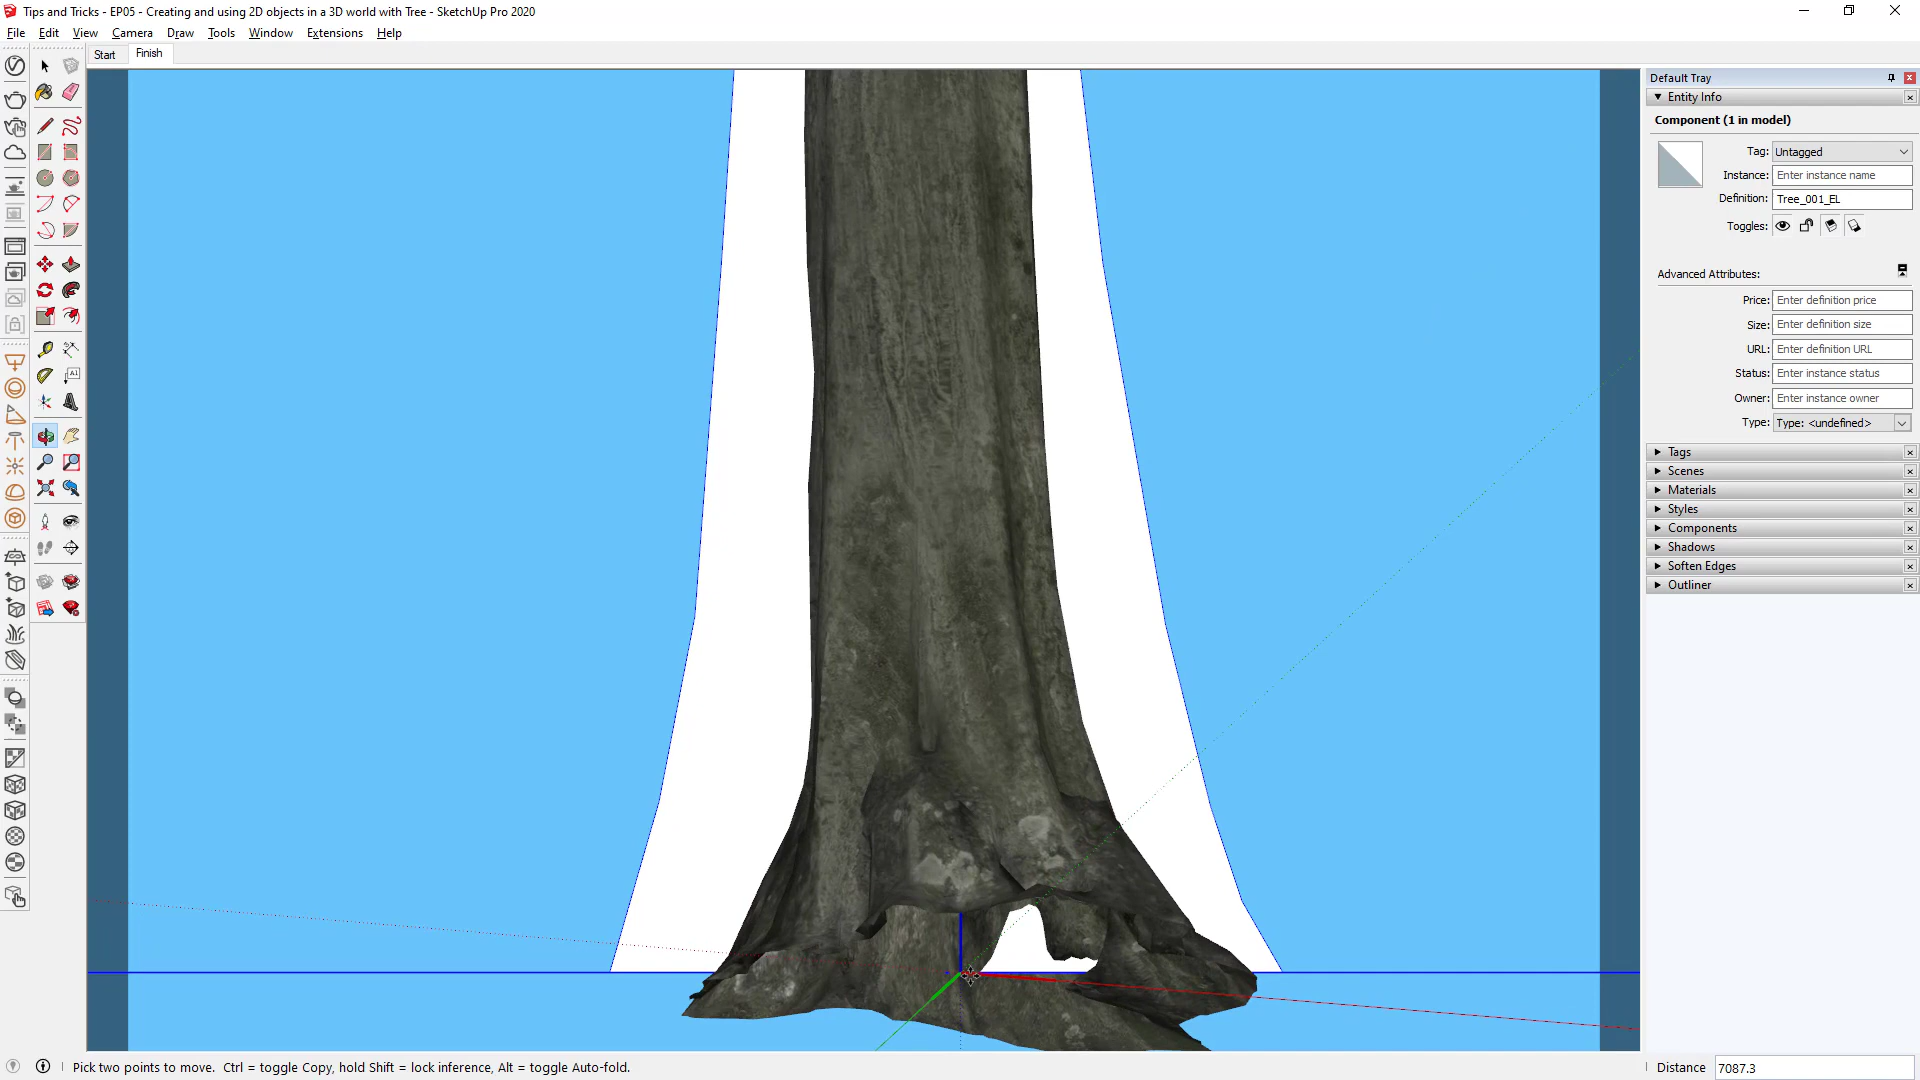 Tips and Tricks - EP05 - Creating and using 2D objects in a 3D world with Tree - SketchUp Pro 2020
File Edit View Camera Draw Tools Window Extensions Help
Start Finish
Default Tray
Entity Info
Component (1 in model)
Tag: Untagged
Instance: Enter instance name
Definition: Tree_001_EL
Toggles:
Advanced Attributes:
Price: Enter definition price
Size: Enter definition size
URL: Enter definition URL
Status: Enter instance status
Owner: Enter instance owner
Type: Type: <undefined>
Tags
Scenes
Materials
Styles
Components
Shadows
Soften Edges
Outliner
Pick two points to move. Ctrl = toggle Copy, hold Shift = lock inference, Alt = toggle Auto-fold.
Distance 7087.3